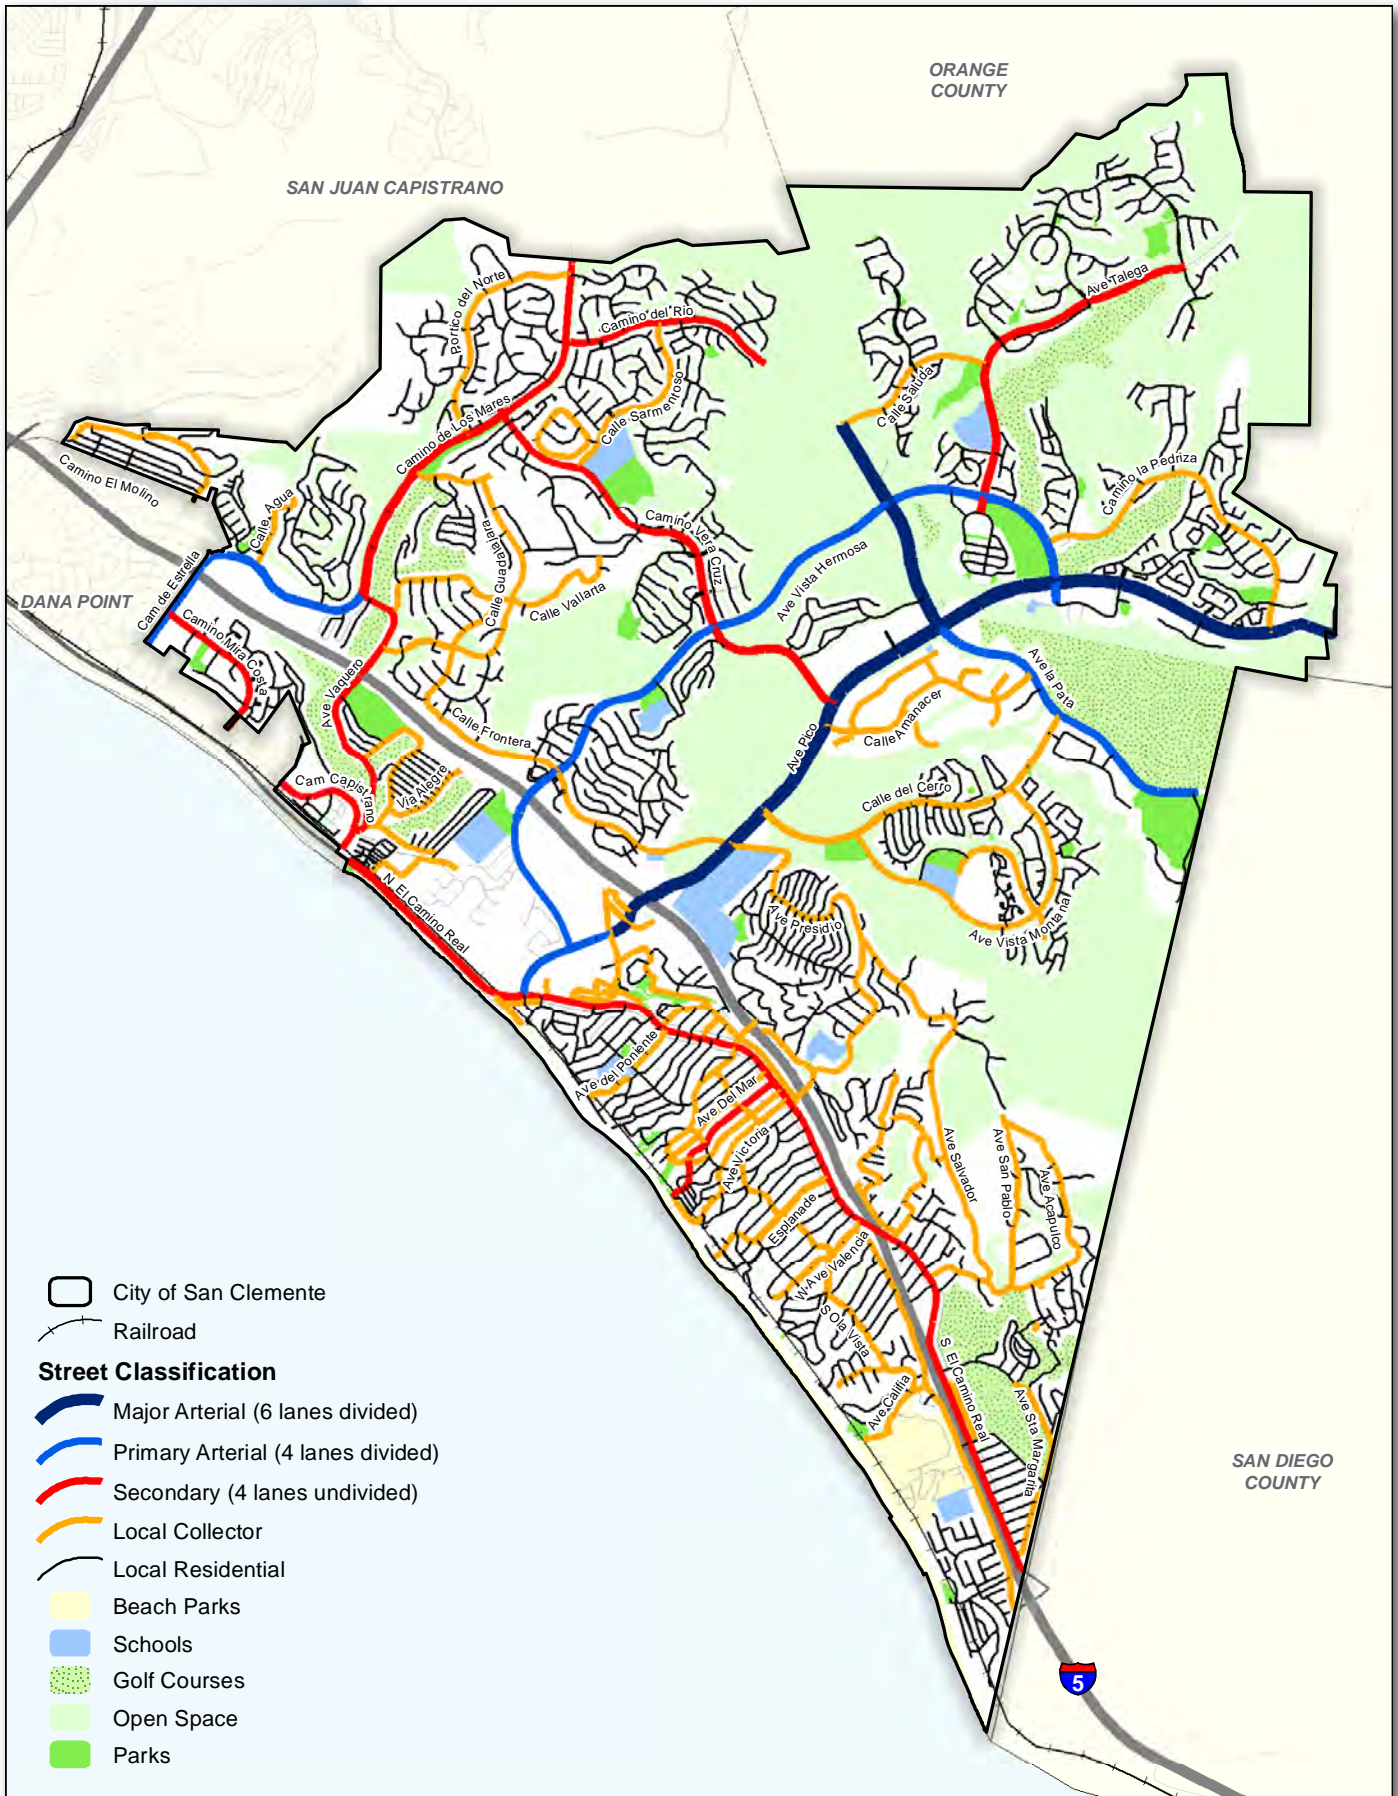 ORANGE
COUNTY
SAN JUAN CAPISTRANO
Portico del Norte
Camino del Rio
Ave Talega
Calle Saluda
Calle Sarmentoso
Camino de Los Mares
Camino la Pedriza
Camino El Molino
Calle Agua
Camino Vera Cruz
Calle Guadalajara
Ave Vista Hermosa
Cam de Estrella
DANA POINT
Calle Vallarta
Camino Mira Costa
Ave Vaquero
Ave la Pata
Calle Frontera
Calle Amanacer
Ave Pico
Cam Capistrano
Via Alegre
Calle del Cerro
N El Camino Real
Ave Presidio
Ave Vista Montana
Ave del Poniente
Ave Del Mar
Ave Victoria
Ave Salvador
Ave San Pablo
Ave Acapulco
Esplanade
W Ave Valencia
S Ola Vista
S El Camino Real
Ave Califia
Ave Sta Margarita
SAN DIEGO
COUNTY
5
City of San Clemente
Railroad
Street Classification
Major Arterial (6 lanes divided)
Primary Arterial (4 lanes divided)
Secondary (4 lanes undivided)
Local Collector
Local Residential
Beach Parks
Schools
Golf Courses
Open Space
Parks